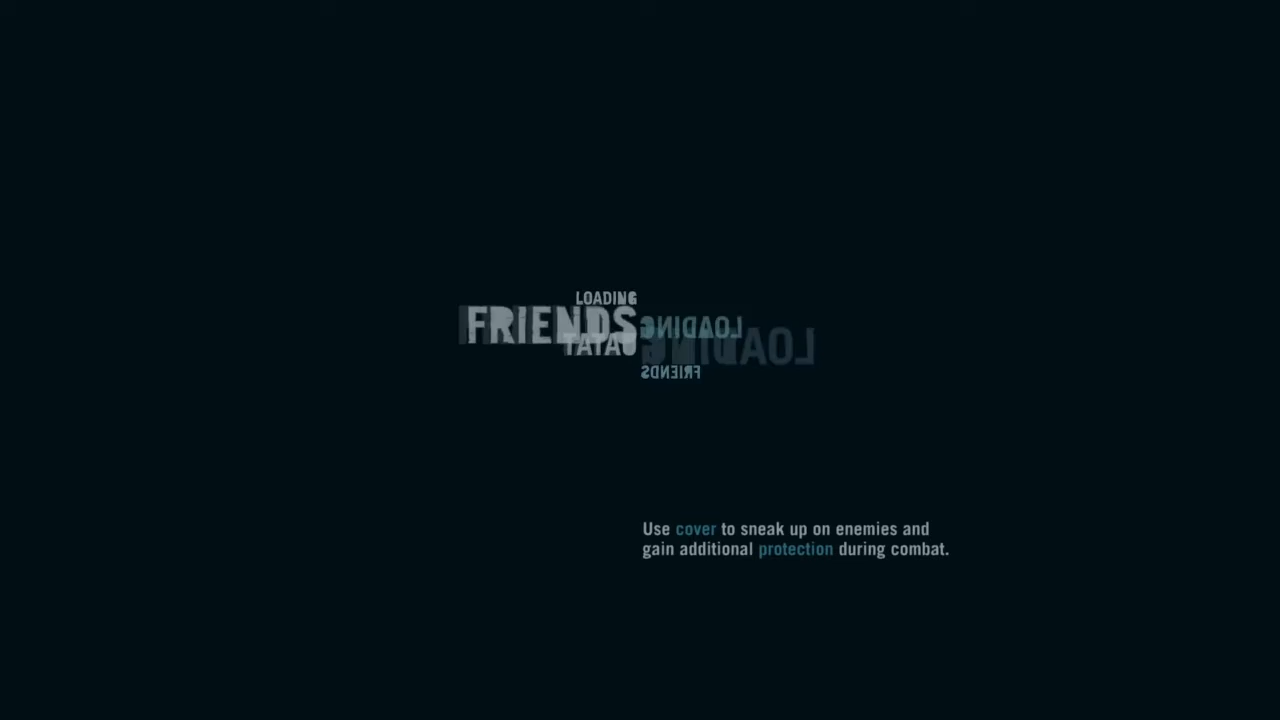 LOADING
FRIENDS
TATAU
LOADING
LOADING
FRIENDS
Use cover to sneak up on enemies and
gain additional protection during combat.